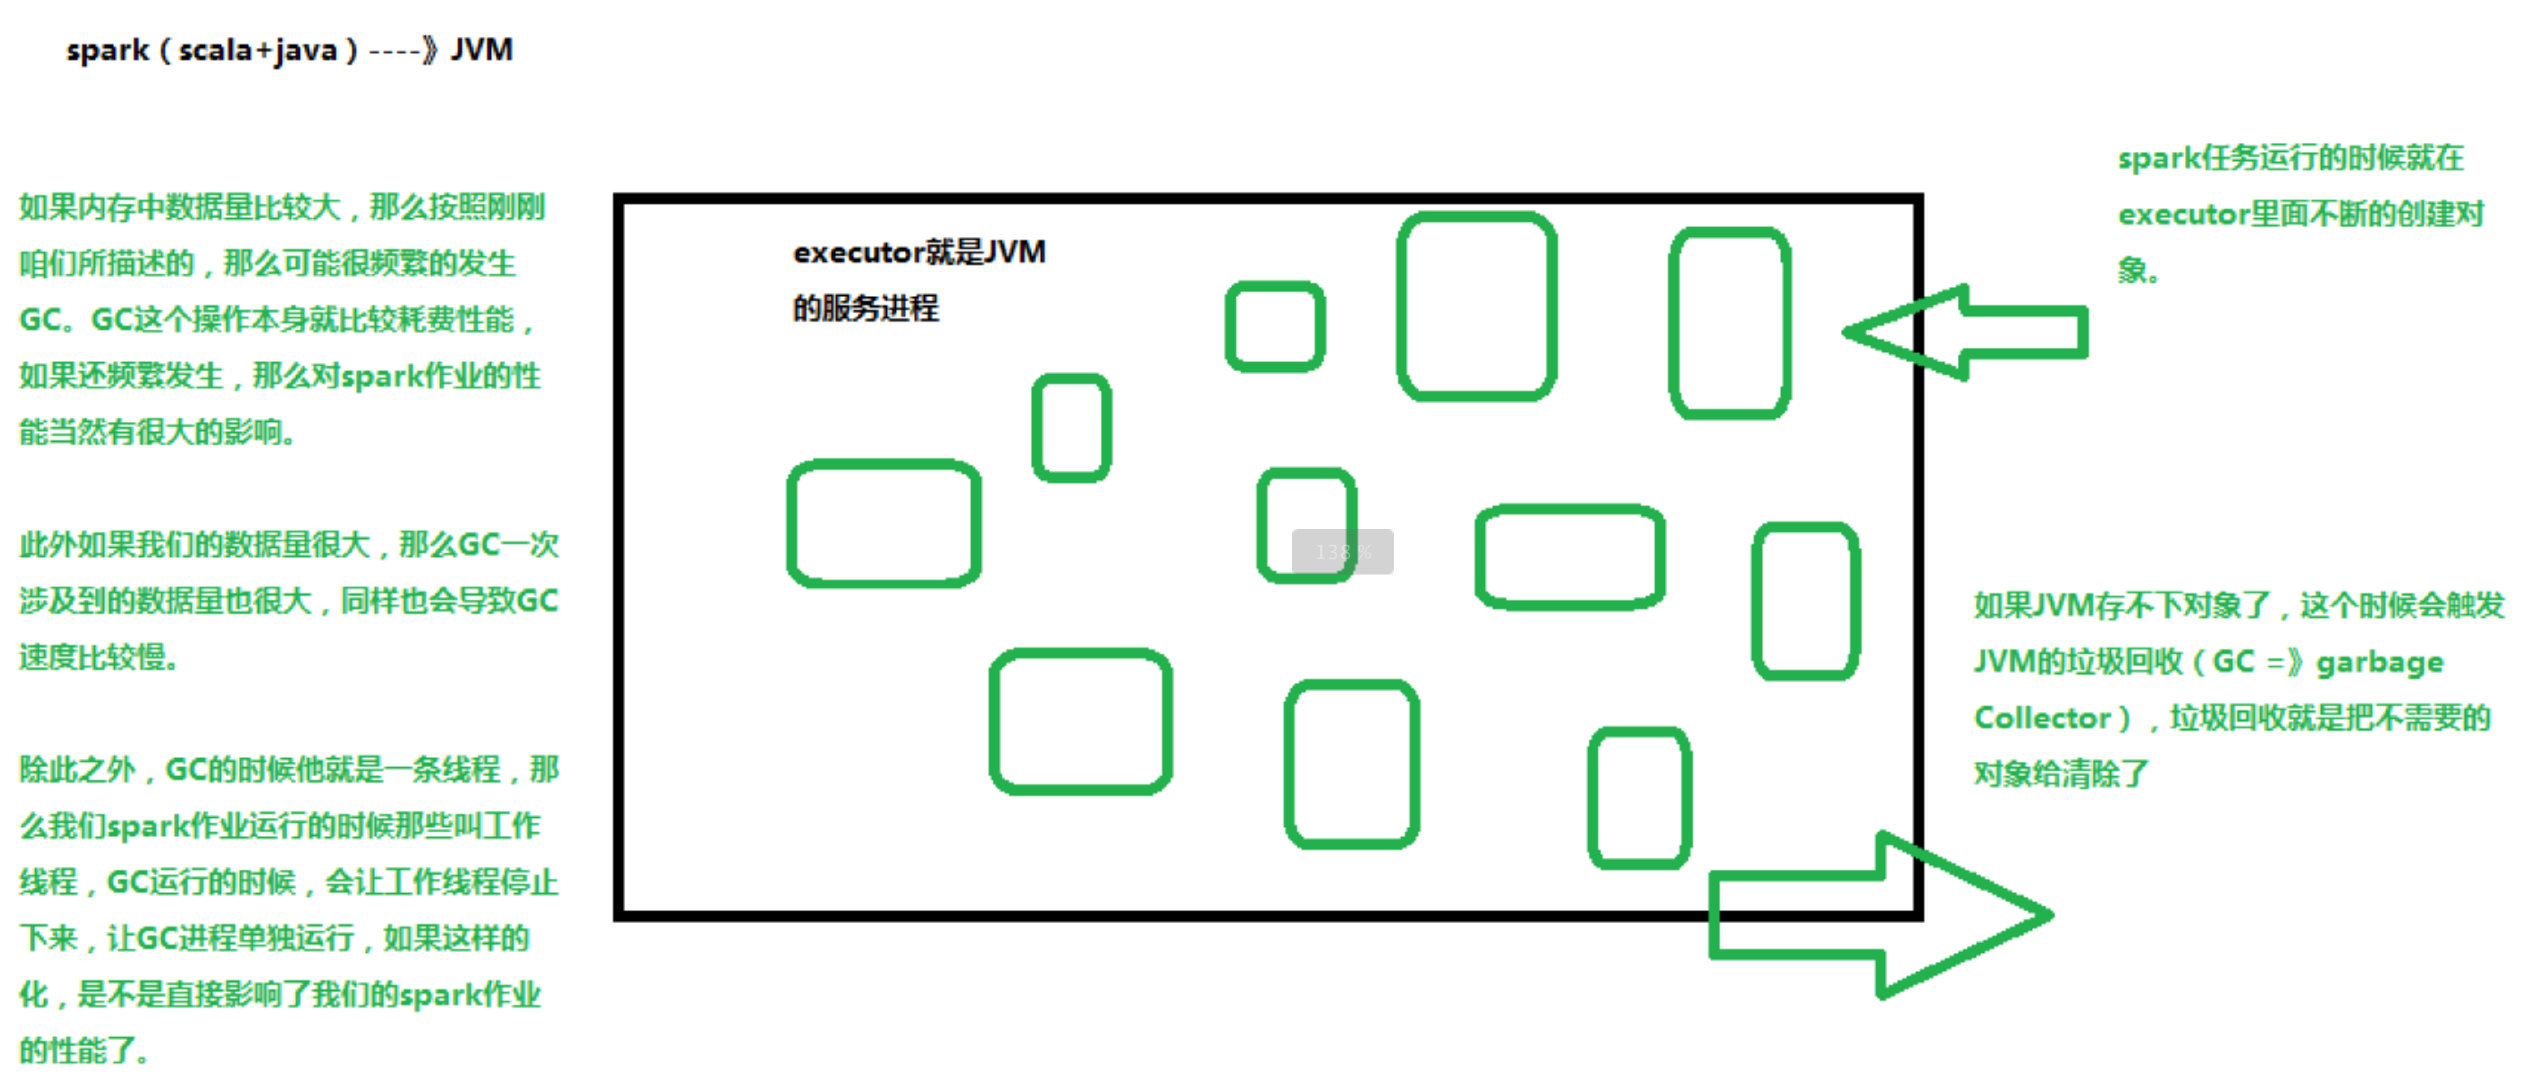 spark（scala+java）----》JVM
如果内存中数据量比较大，那么按照刚刚
咱们所描述的，那么可能很频繁的发生
GC。GC这个操作本身就比较耗费性能，
如果还频繁发生，那么对spark作业的性
能当然有很大的影响。
此外如果我们的数据量很大，那么GC一次
涉及到的数据量也很大，同样也会导致GC
速度比较慢。
除此之外，GC的时候他就是一条线程，那
么我们spark作业运行的时候那些叫工作
线程，GC运行的时候，会让工作线程停止
下来，让GC进程单独运行，如果这样的
化，是不是直接影响了我们的spark作业
的性能了。
executor就是JVM
的服务进程
138 %
spark任务运行的时候就在
executor里面不断的创建对
象。
如果JVM存不下对象了，这个时候会触发
JVM的垃圾回收（GC =》garbage
Collector），垃圾回收就是把不需要的
对象给清除了